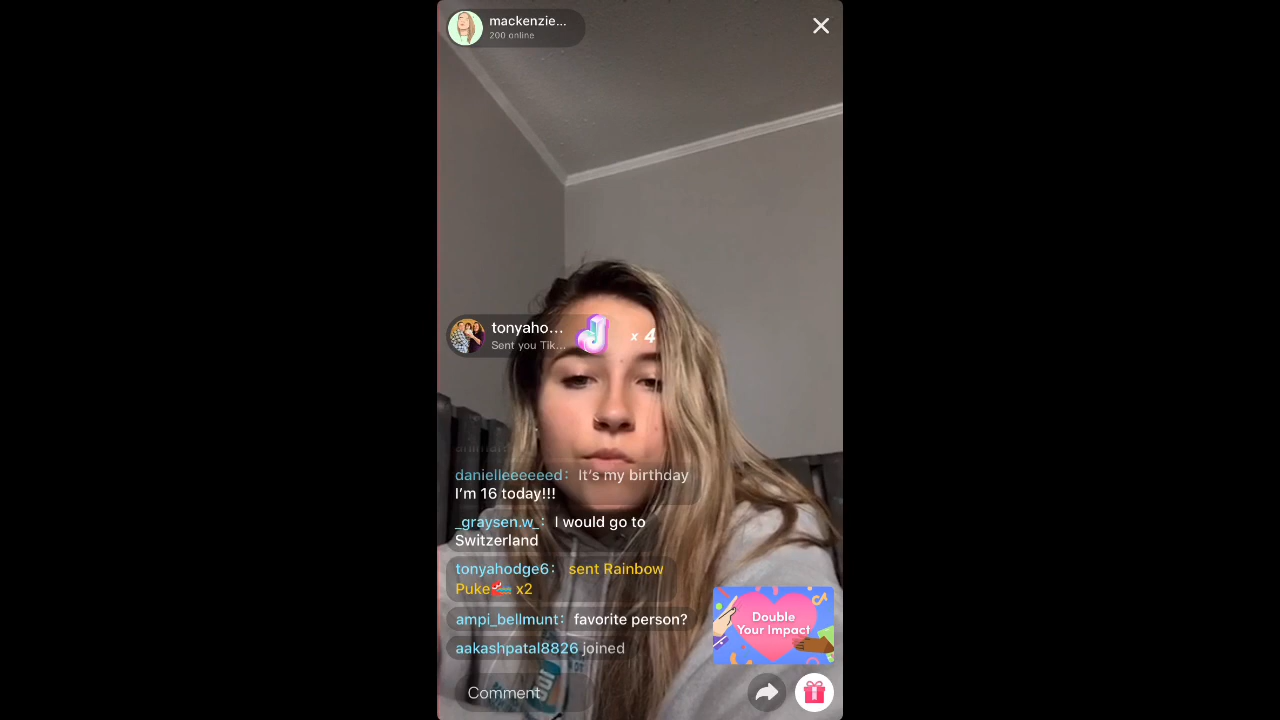 mackenzie...
200 online
tonyaho...
Sent you Tik...
x 4
danielleeeeeed: It's my birthday
I'm 16 today!!!
_graysen.w_: I would go to
Switzerland
tonyahodge6: sent Rainbow
Puke x2
ampi_bellmunt: favorite person?
aakashpatal8826 joined
Double
Your Impact
Comment